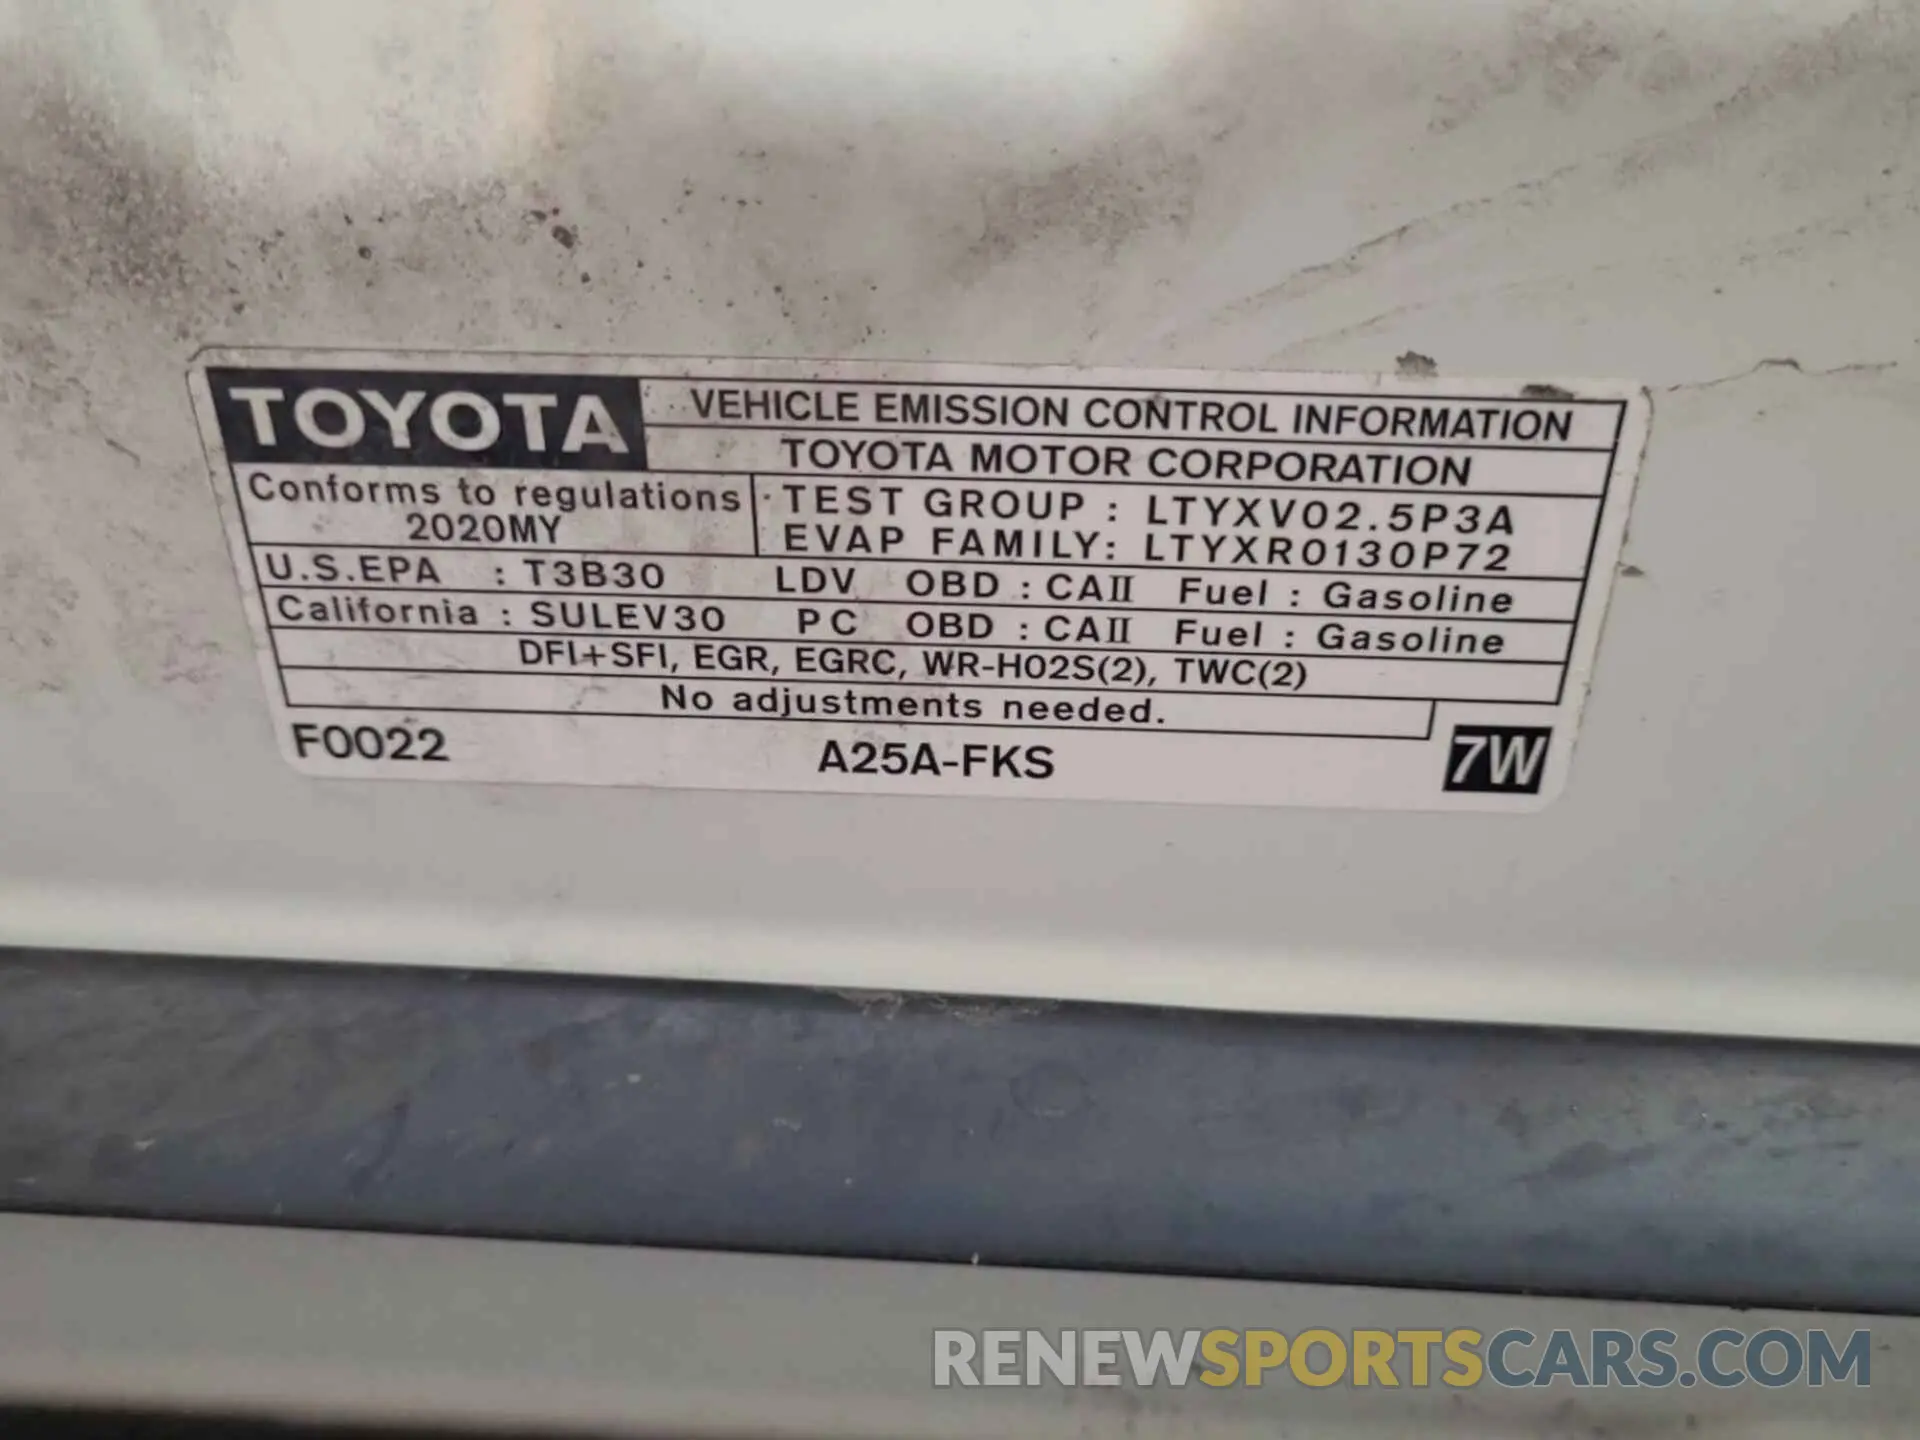 TOYOTA VEHICLE EMISSION CONTROL INFORMATION
TOYOTA MOTOR CORPORATION
Conforms to regulations
2020MY
TEST GROUP : LTYXV02.5P3A
EVAP FAMILY: LTYXR0130P72
U.S.EPA : T3B30 LDV OBD : CAII Fuel : Gasoline
California : SULEV30 PC OBD : CAII Fuel : Gasoline
DFI+SFI, EGR, EGRC, WR-HO2S(2), TWC(2)
No adjustments needed.
F0022 A25A-FKS 7W
RENEWSPORTSCARS.COM